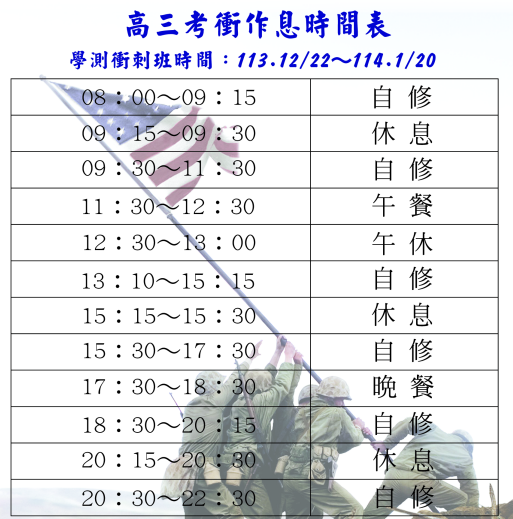 高三考衝作息時間表
學測衝刺班時間：113.12/22～114.1/20
08：00～09：15 自 修
09：15～09：30 休 息
09：30～11：30 自 修
11：30～12：30 午 餐
12：30～13：00 午 休
13：10～15：15 自 修
15：15～15：30 休 息
15：30～17：30 自 修
17：30～18：30 晚 餐
18：30～20：15 自 修
20：15～20：30 休 息
20：30～22：30 自 修